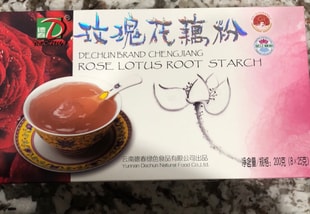 玫瑰花藕粉
DECHUN BRAND CHENGJIANG
ROSE LOTUS ROOT STARCH
净含量/规格: 200克 (8×25克)
云南德春绿色食品有限公司出品
Yunnan Dechun Natural Food Co.,Ltd.